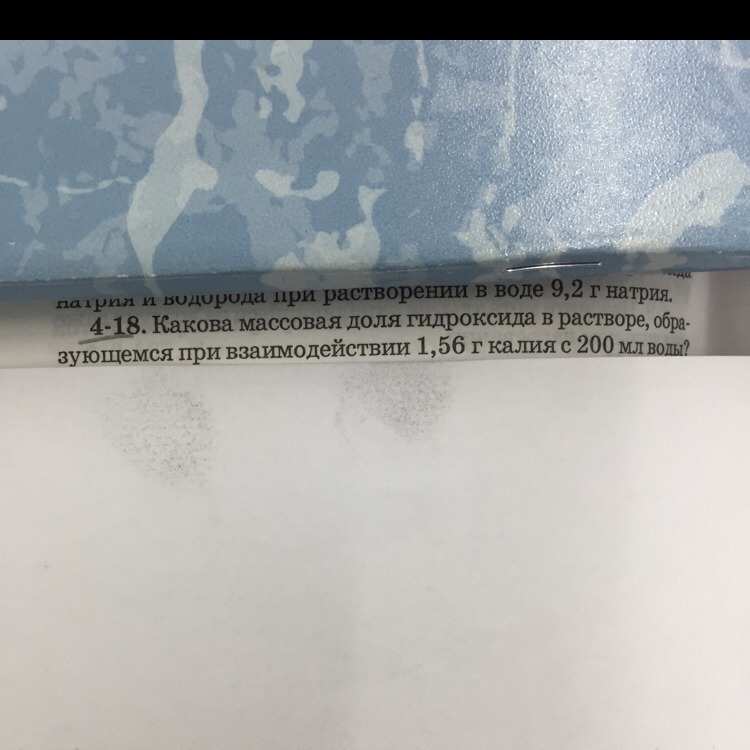 натрия и водорода при растворении в воде 9,2 г натрия.
4-18. Какова массовая доля гидроксида в растворе, обра-
зующемся при взаимодействии 1,56 г калия с 200 мл воды?